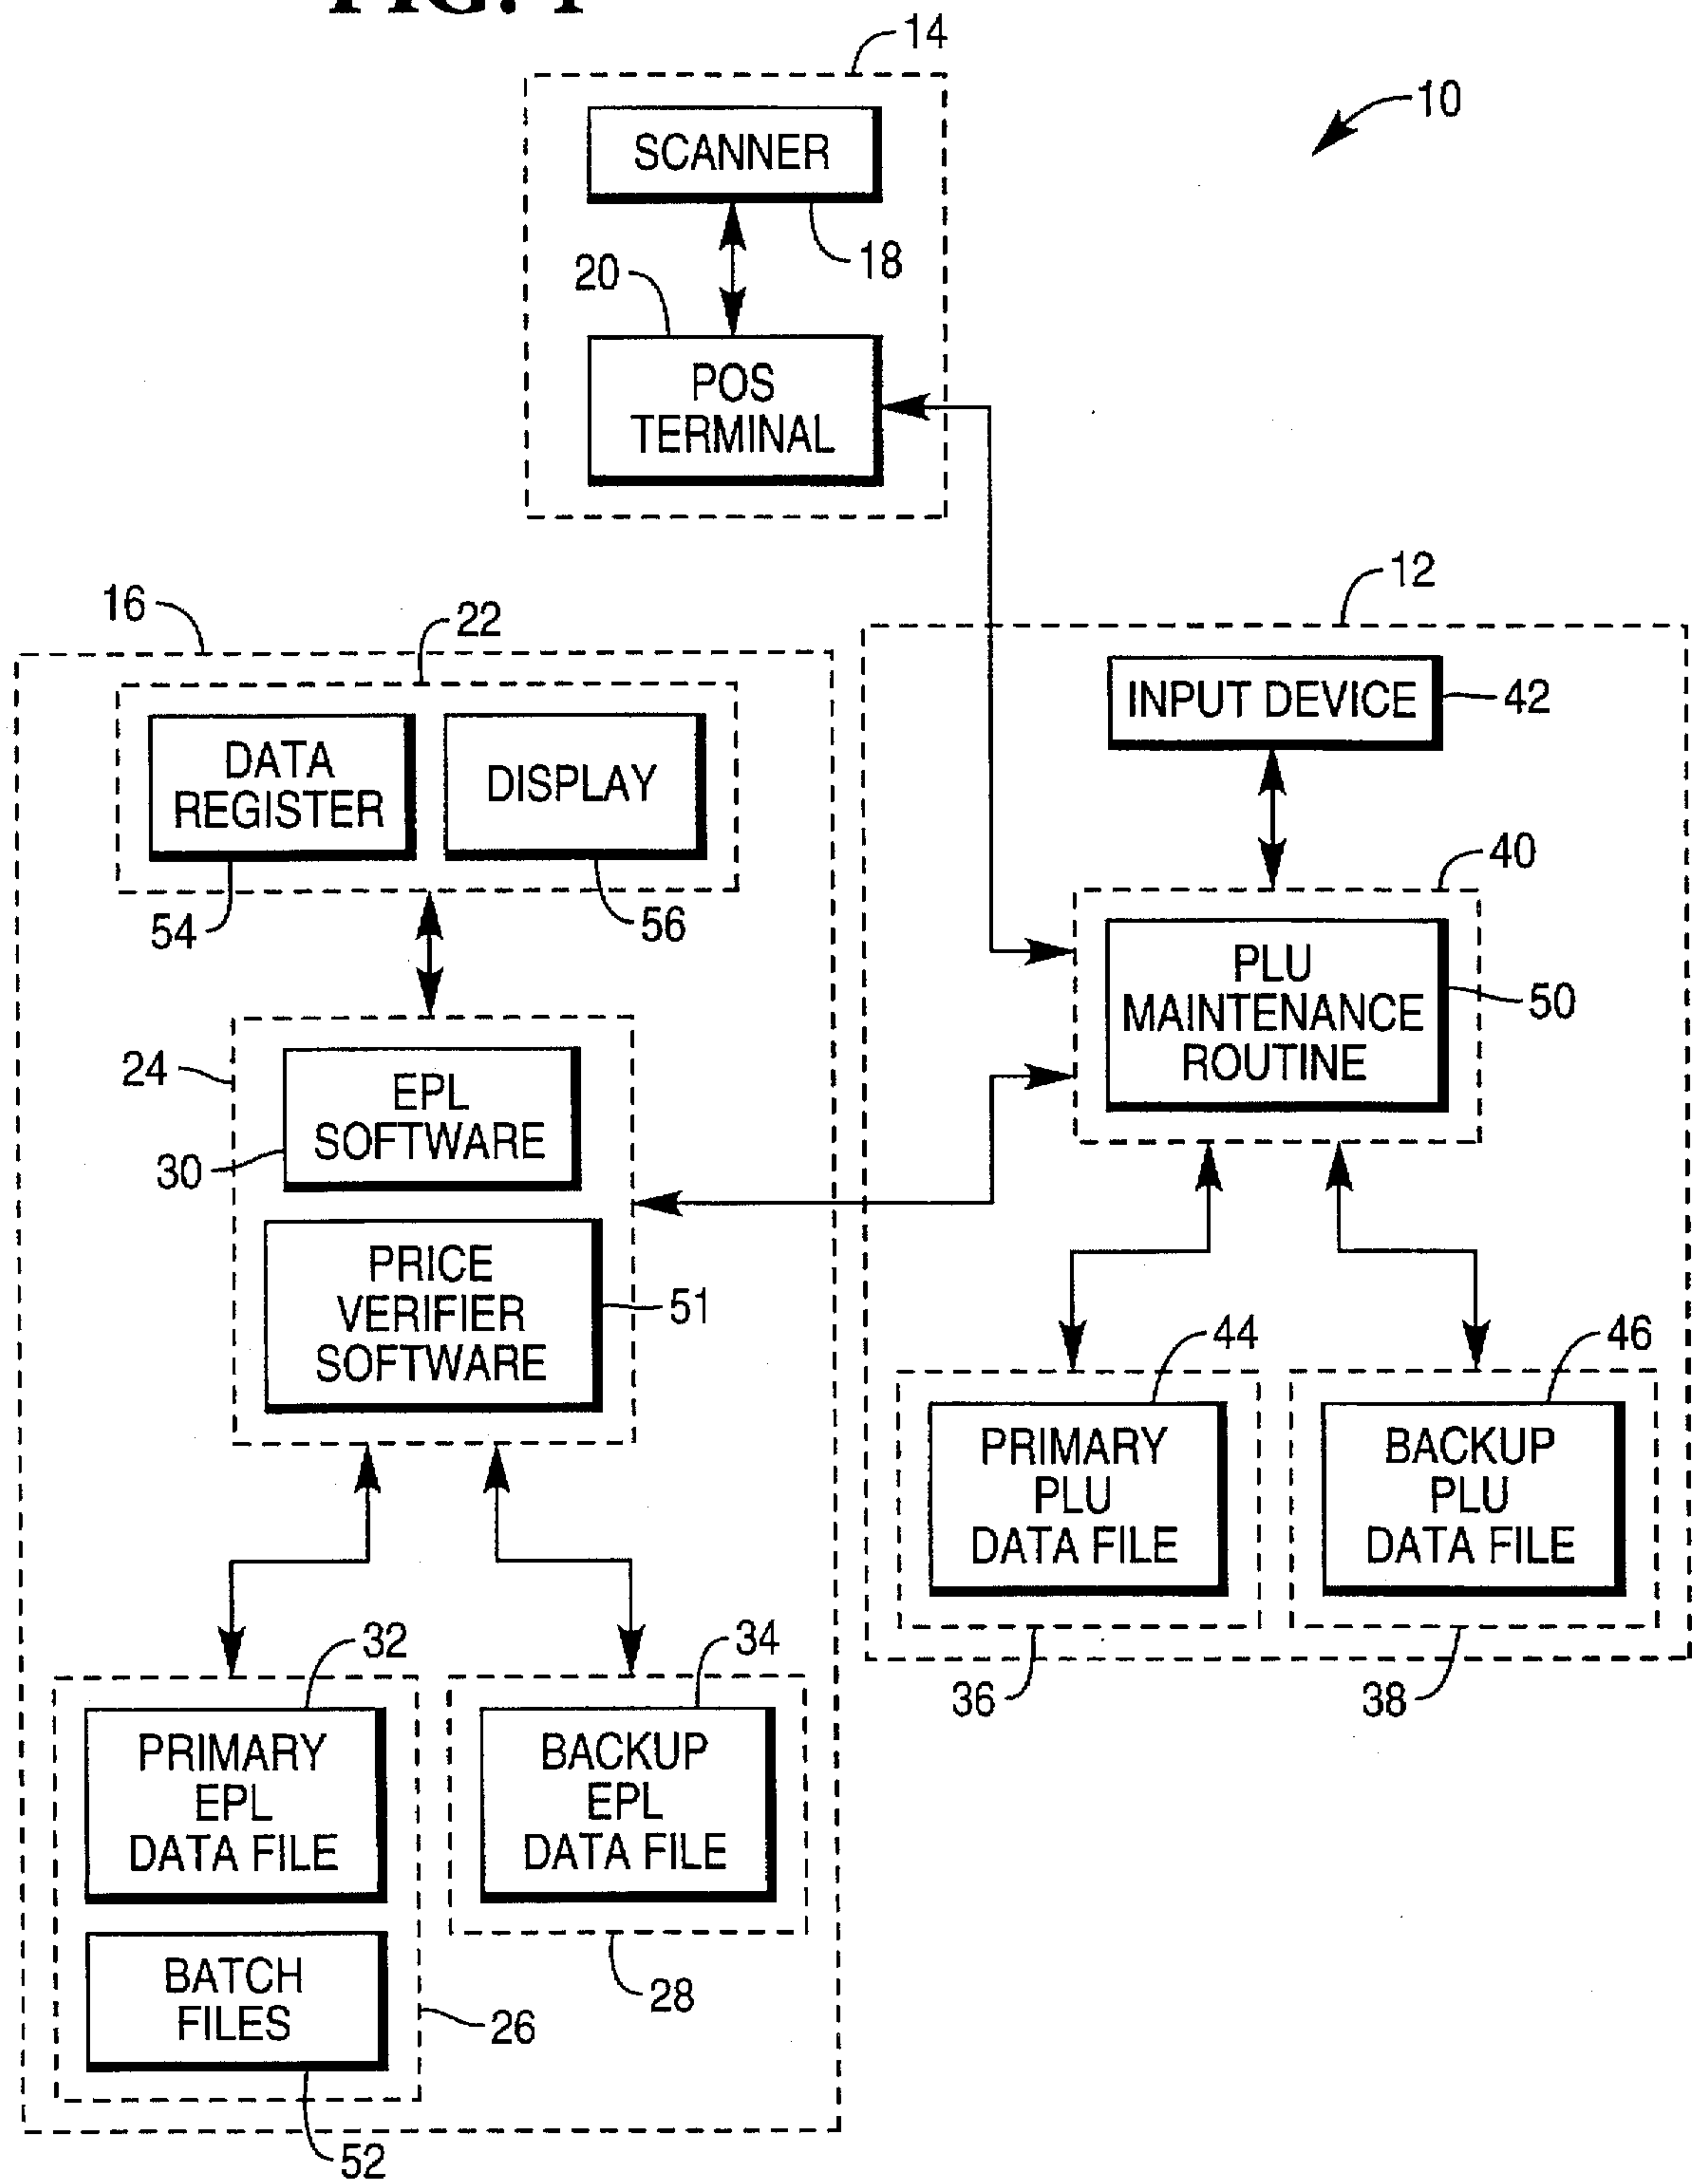 FIG. 1
14
10
SCANNER
18
20
POS
TERMINAL
12
16
22
INPUT DEVICE
42
DATA
REGISTER
DISPLAY
40
54
56
PLU
MAINTENANCE
ROUTINE
50
24
EPL
SOFTWARE
30
PRICE
VERIFIER
SOFTWARE
51
44
46
PRIMARY
PLU
DATA FILE
BACKUP
PLU
DATA FILE
36
38
32
34
PRIMARY
EPL
DATA FILE
BACKUP
EPL
DATA FILE
28
BATCH
FILES
26
52